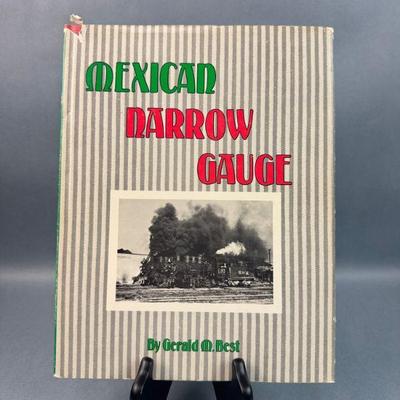 MEXICAN
NARROW
GAUGE
By Gerald M. Best